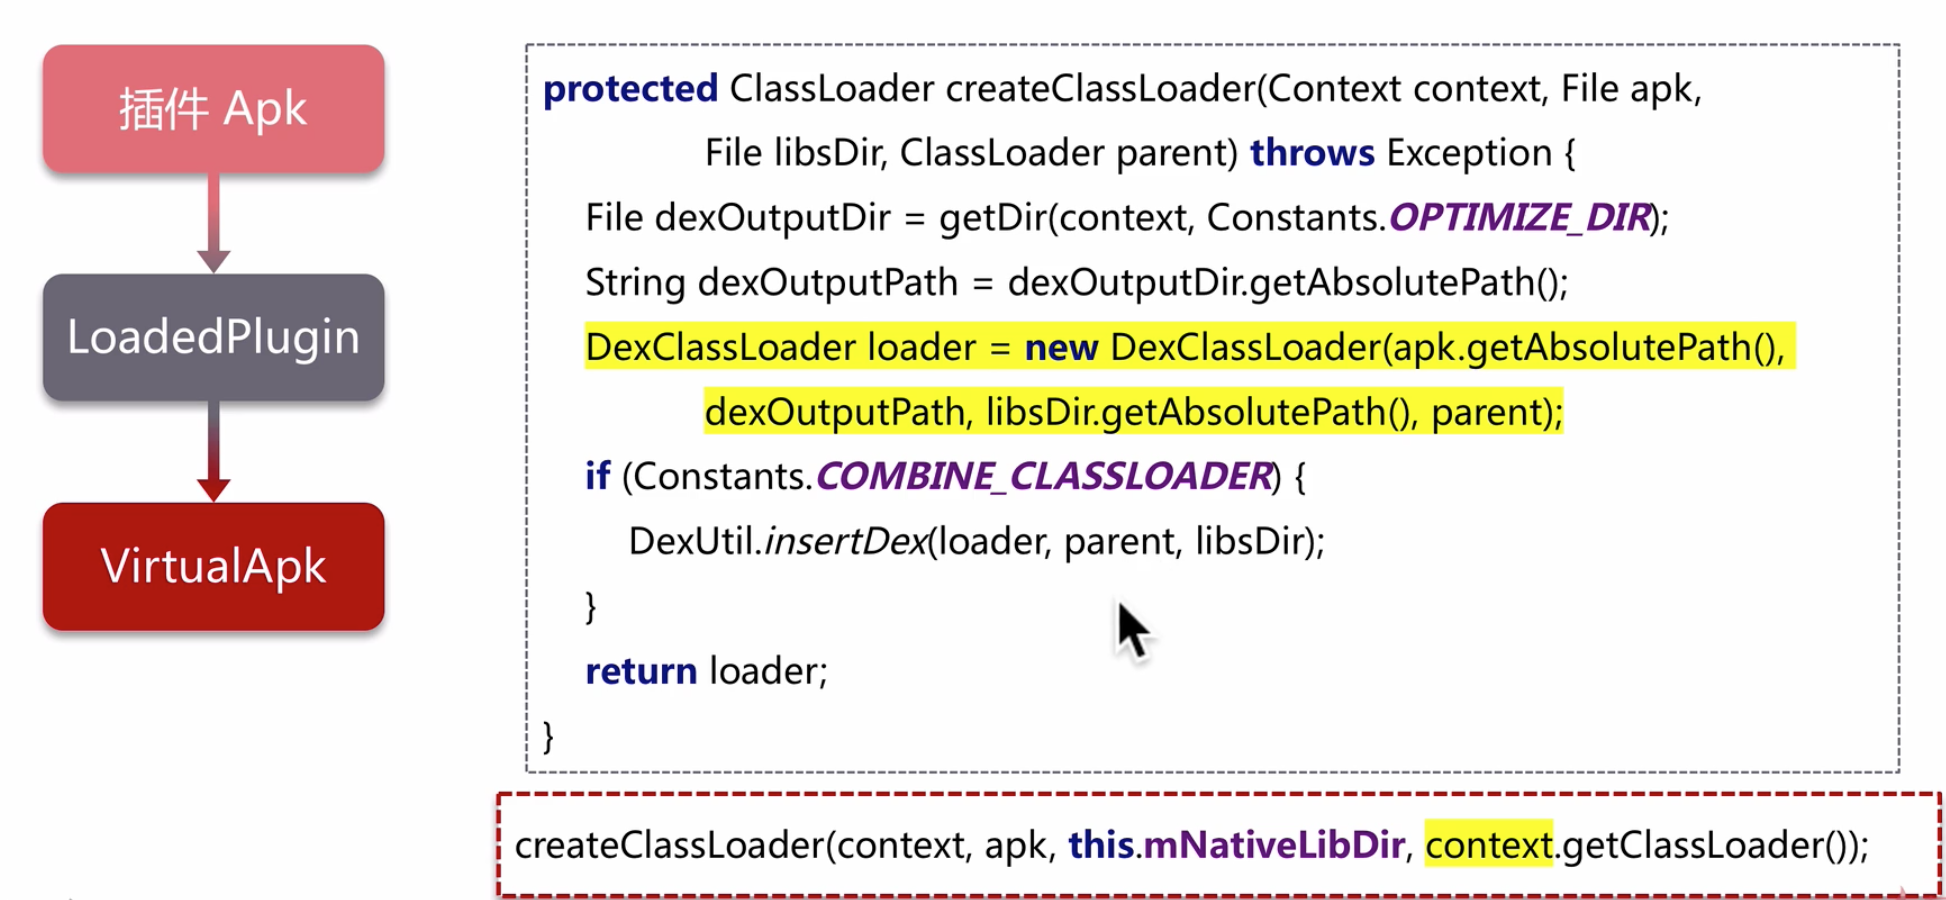 插件 Apk
LoadedPlugin
VirtualApk
protected ClassLoader createClassLoader(Context context, File apk,
File libsDir, ClassLoader parent) throws Exception {
File dexOutputDir = getDir(context, Constants.OPTIMIZE_DIR);
String dexOutputPath = dexOutputDir.getAbsolutePath();
DexClassLoader loader = new DexClassLoader(apk.getAbsolutePath(),
dexOutputPath, libsDir.getAbsolutePath(), parent);
if (Constants.COMBINE_CLASSLOADER) {
DexUtil.insertDex(loader, parent, libsDir);
}
return loader;
}
createClassLoader(context, apk, this.mNativeLibDir, context.getClassLoader());